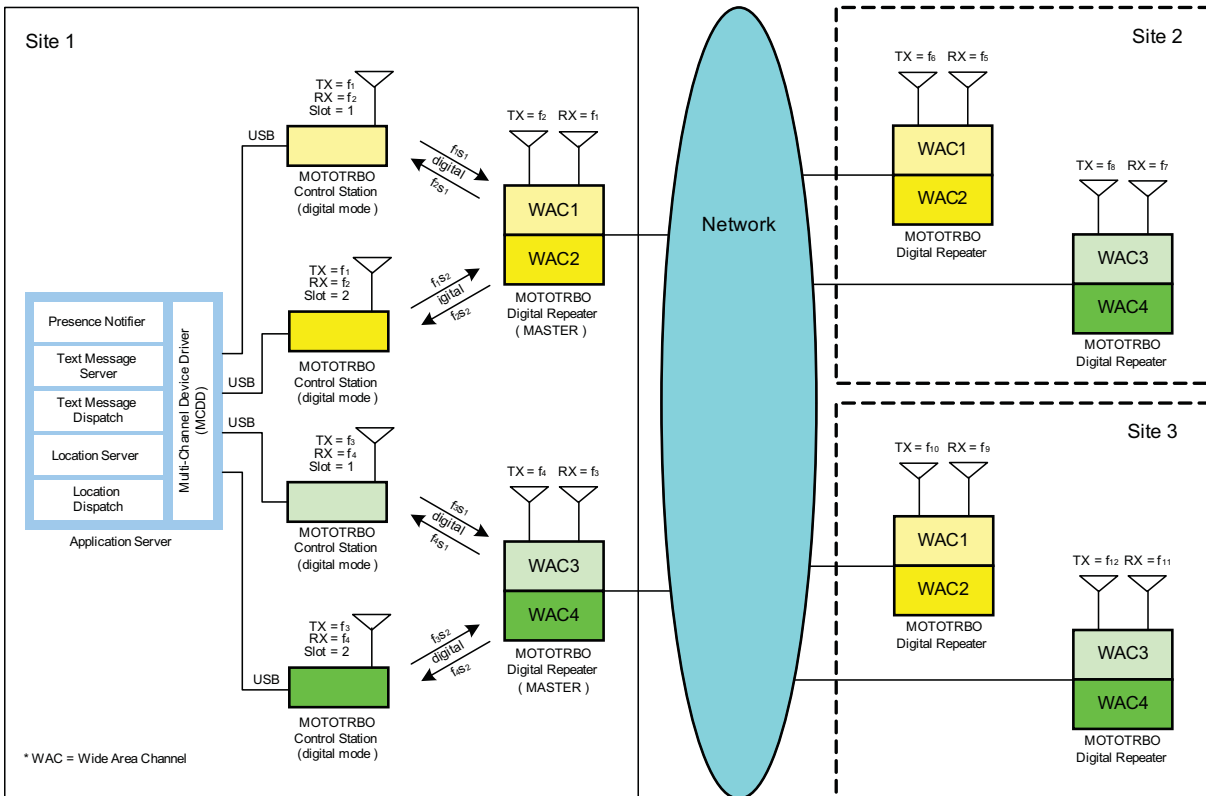 Site 1
TX = f₁
RX = f₂
Slot = 1
USB
MOTOTRBO
Control Station
(digital mode )
f₁s₁
digital
f₂s₁
TX = f₂ RX = f₁
WAC1
WAC2
MOTOTRBO
Digital Repeater
( MASTER )
TX = f₁
RX = f₂
Slot = 2
USB
MOTOTRBO
Control Station
(digital mode )
f₁s₂
igital
f₂s₂
Presence Notifier
Text Message
Server
Text Message
Dispatch
Location Server
Location
Dispatch
Multi-Channel Device Driver
(MCDD)
Application Server
USB
TX = f₃
RX = f₄
Slot = 1
MOTOTRBO
Control Station
(digital mode )
f₃s₁
digital
f₄s₁
TX = f₄ RX = f₃
WAC3
WAC4
MOTOTRBO
Digital Repeater
( MASTER )
TX = f₃
RX = f₄
Slot = 2
USB
MOTOTRBO
Control Station
(digital mode )
f₃s₂
digital
f₄s₂
* WAC = Wide Area Channel
Network
Site 2
TX = f₆ RX = f₅
WAC1
WAC2
MOTOTRBO
Digital Repeater
TX = f₈ RX = f₇
WAC3
WAC4
MOTOTRBO
Digital Repeater
Site 3
TX = f₁₀ RX = f₉
WAC1
WAC2
MOTOTRBO
Digital Repeater
TX = f₁₂ RX = f₁₁
WAC3
WAC4
MOTOTRBO
Digital Repeater